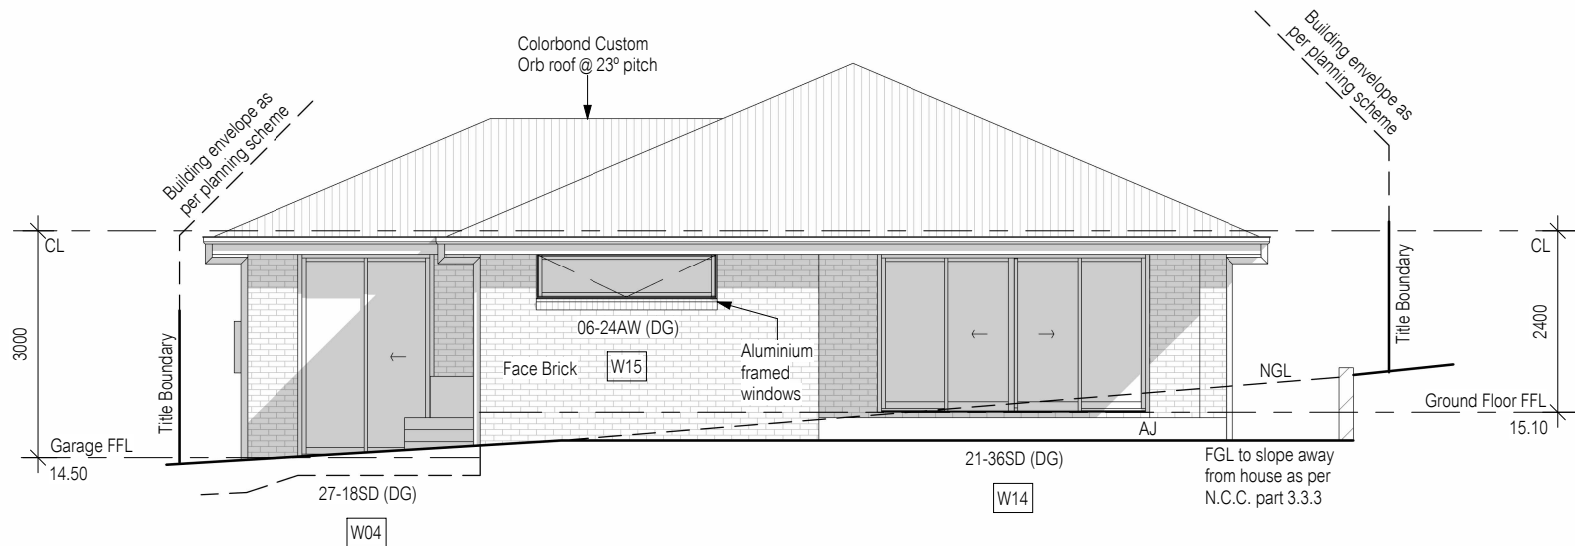 Colorbond Custom
Orb roof @ 23º pitch
Building envelope as
per planning scheme
Building envelope as
per planning scheme
CL
CL
3000
2400
Title Boundary
Title Boundary
06-24AW (DG)
W15
Face Brick
Aluminium
framed
windows
NGL
Ground Floor FFL
15.10
Garage FFL
14.50
AJ
27-18SD (DG)
W04
21-36SD (DG)
W14
FGL to slope away
from house as per
N.C.C. part 3.3.3